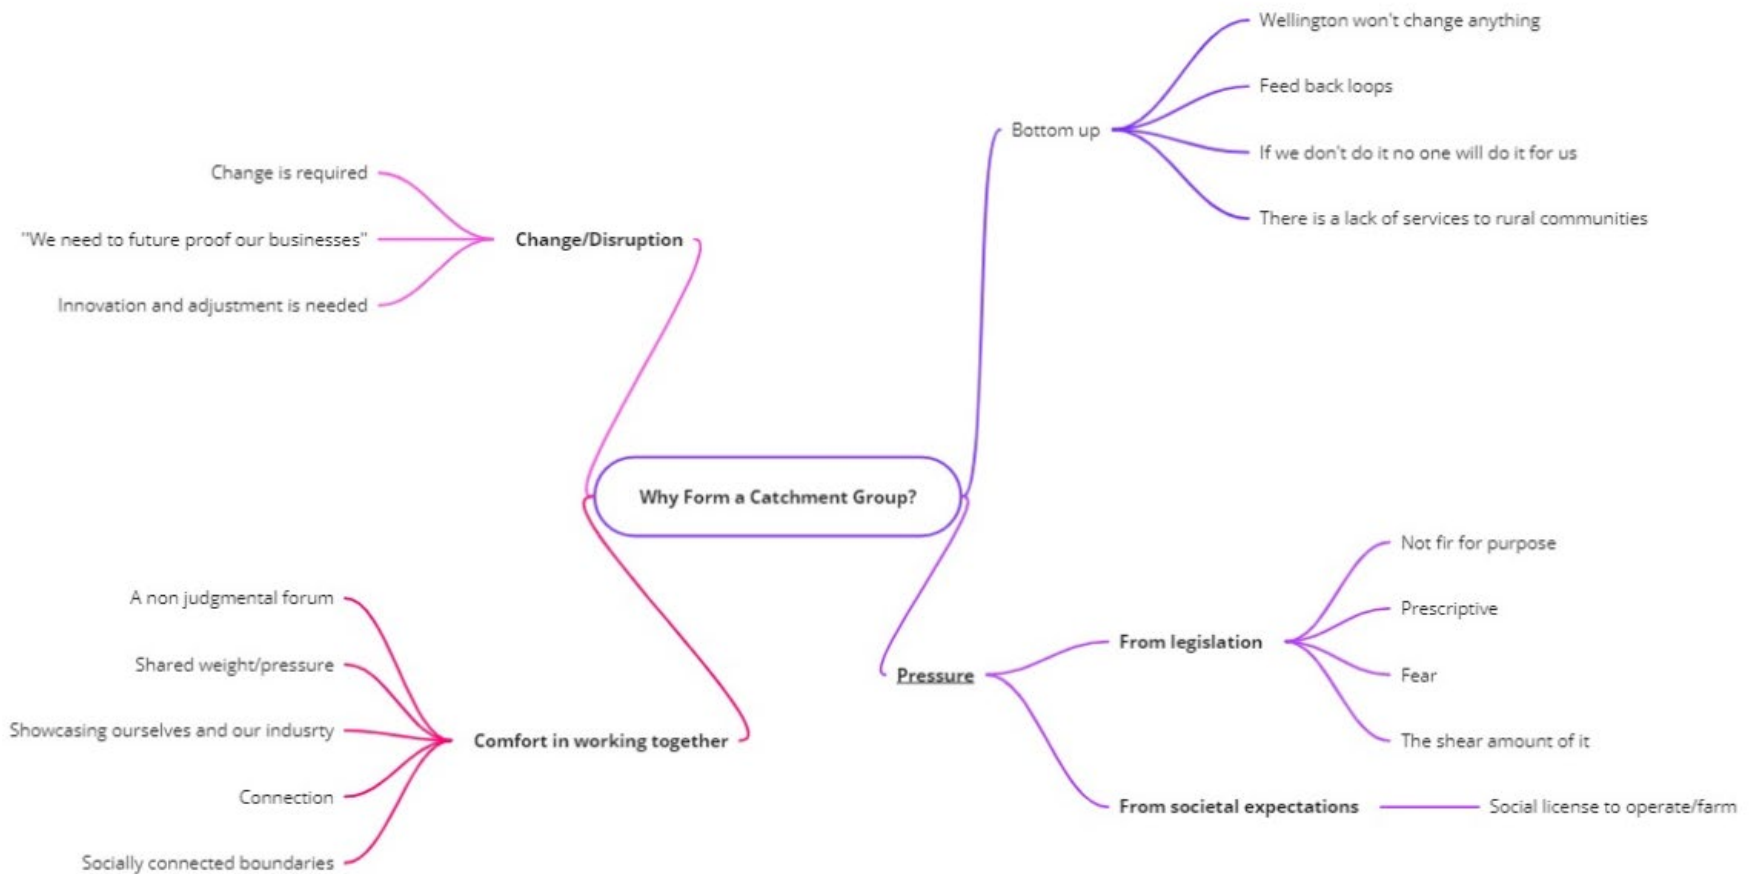 Why Form a Catchment Group?
Change/Disruption
Change is required
"We need to future proof our businesses"
Innovation and adjustment is needed
Comfort in working together
A non judgmental forum
Shared weight/pressure
Showcasing ourselves and our indusrty
Connection
Socially connected boundaries
Bottom up
Wellington won't change anything
Feed back loops
If we don't do it no one will do it for us
There is a lack of services to rural communities
Pressure
From legislation
Not fir for purpose
Prescriptive
Fear
The shear amount of it
From societal expectations
Social license to operate/farm